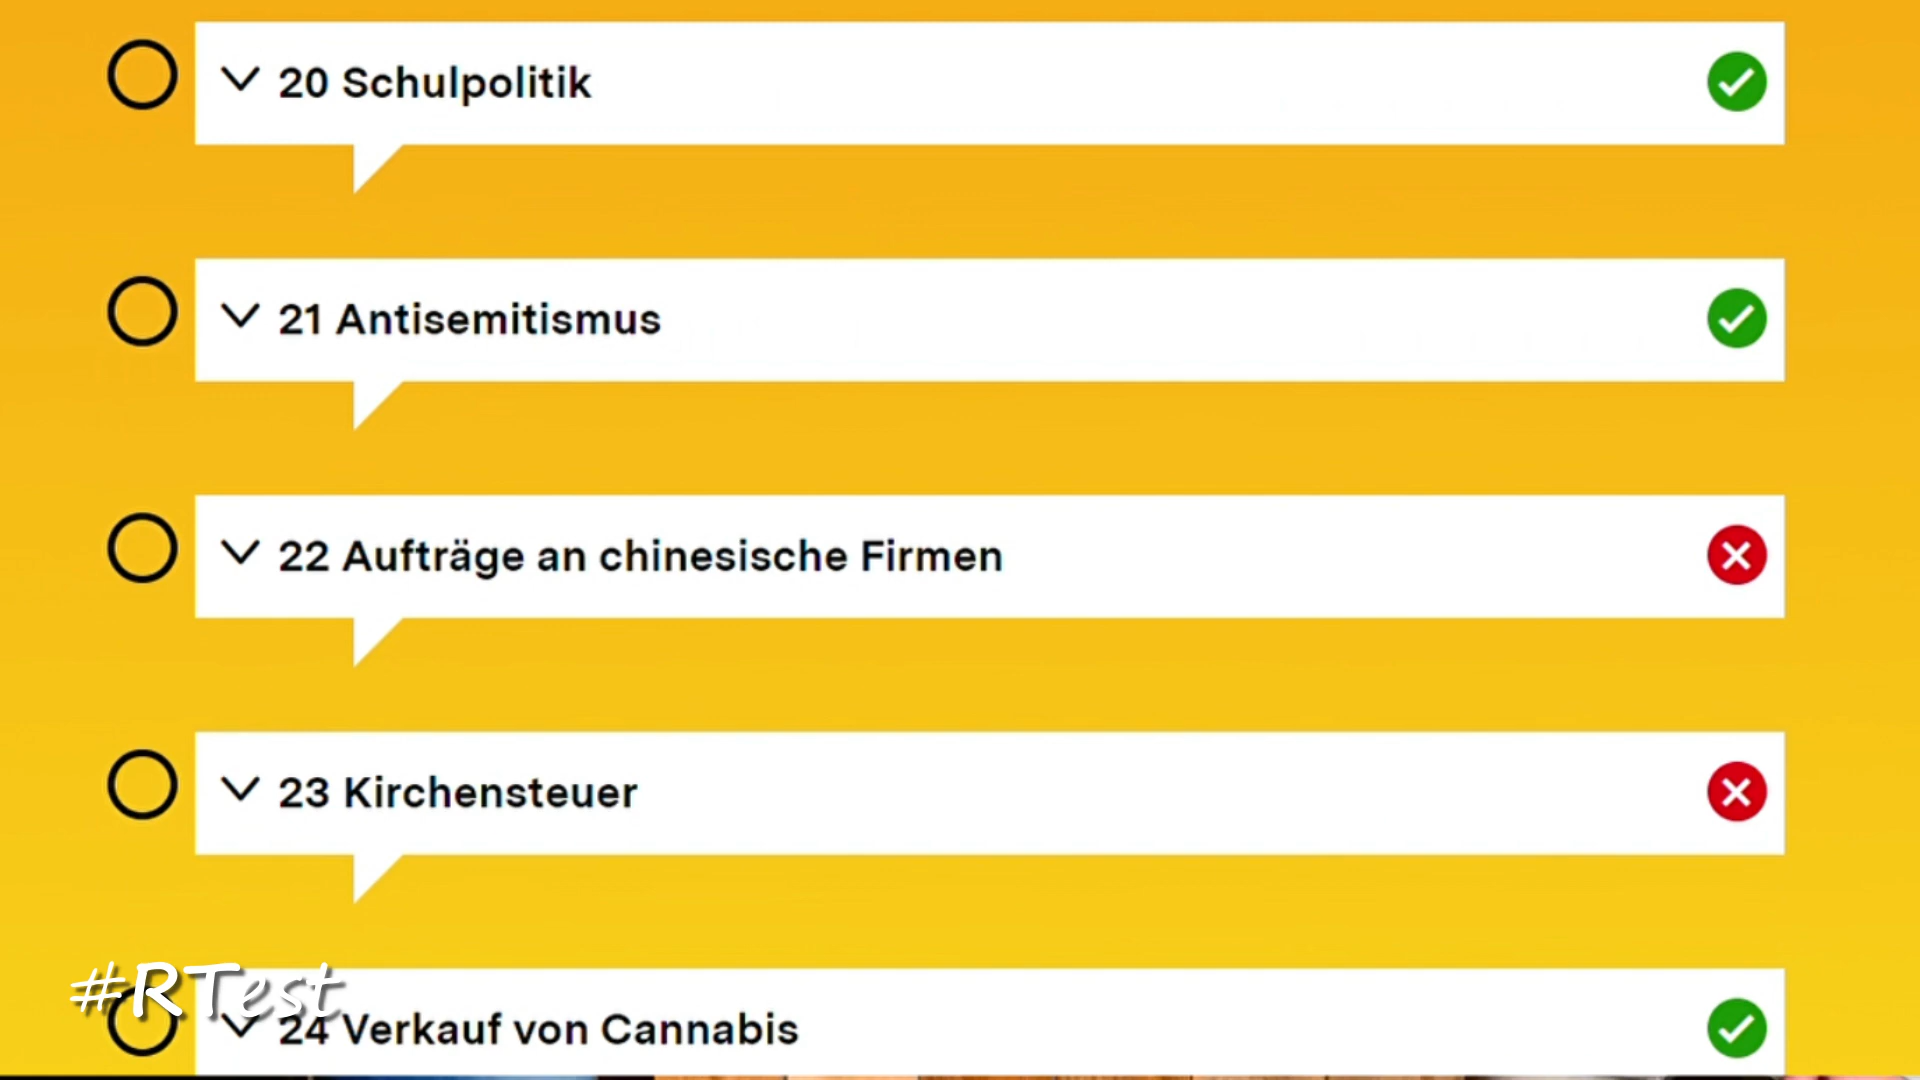 20 Schulpolitik
21 Antisemitismus
22 Aufträge an chinesische Firmen
23 Kirchensteuer
#RTest
24 Verkauf von Cannabis